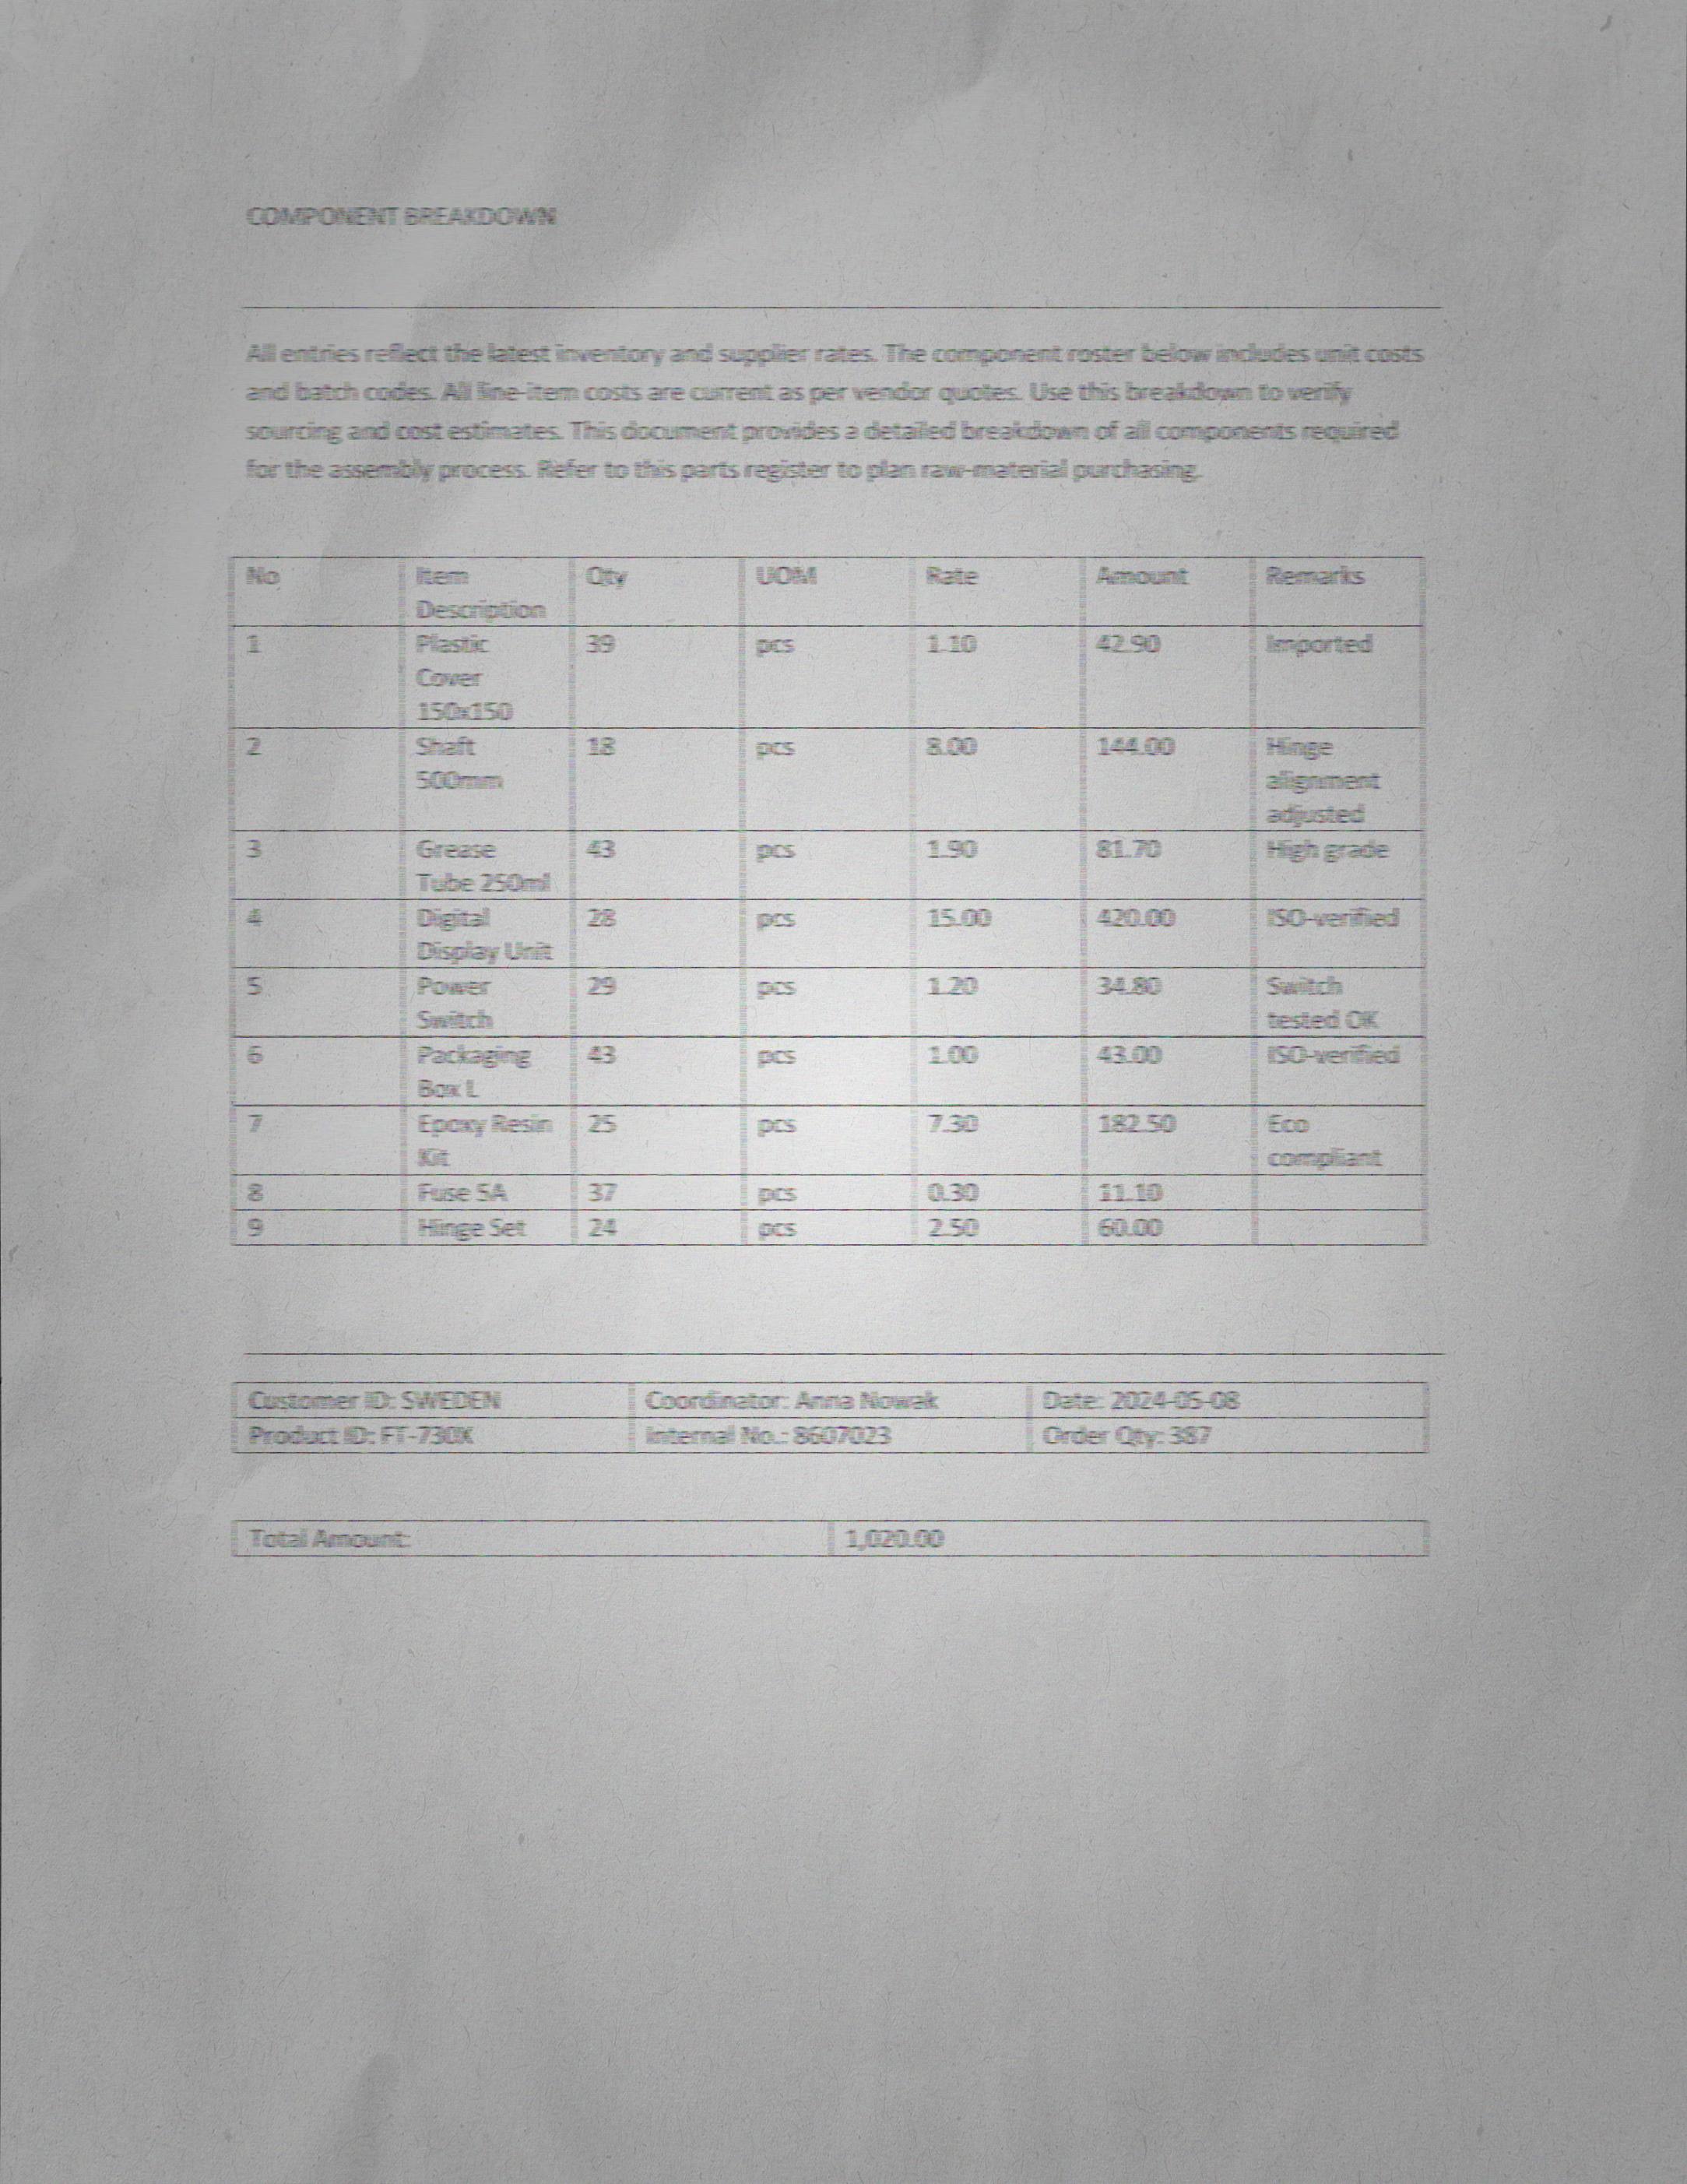 COMPONENT BREAKDOWN
All entries reflect the latest inventory and supplier rates. The component roster below includes unit costs
and batch codes. All line-item costs are current as per vendor quotes. Use this breakdown to verify
sourcing and cost estimates. This document provides a detailed breakdown of all components required
for the assembly process. Refer to this parts register to plan raw-material purchasing.
No Item Description Qty UOM Rate Amount Remarks
1 Plastic Cover 150x150 39 pcs 1.10 42.90 Imported
2 Shaft 500mm 18 pcs 8.00 144.00 Hinge alignment adjusted
3 Grease Tube 250ml 43 pcs 1.90 81.70 High grade
4 Digital Display Unit 28 pcs 15.00 420.00 ISO-verified
5 Power Switch 29 pcs 1.20 34.80 Switch tested OK
6 Packaging Box L 43 pcs 1.00 43.00 ISO-verified
7 Epoxy Resin Kit 25 pcs 7.30 182.50 Eco compliant
8 Fuse 5A 37 pcs 0.30 11.10
9 Hinge Set 24 pcs 2.50 60.00
Customer ID: SWEDEN Coordinator: Anna Nowak Date: 2024-05-08
Product ID: FT-730X Internal No.: 8607023 Order Qty: 387
Total Amount: 1,020.00